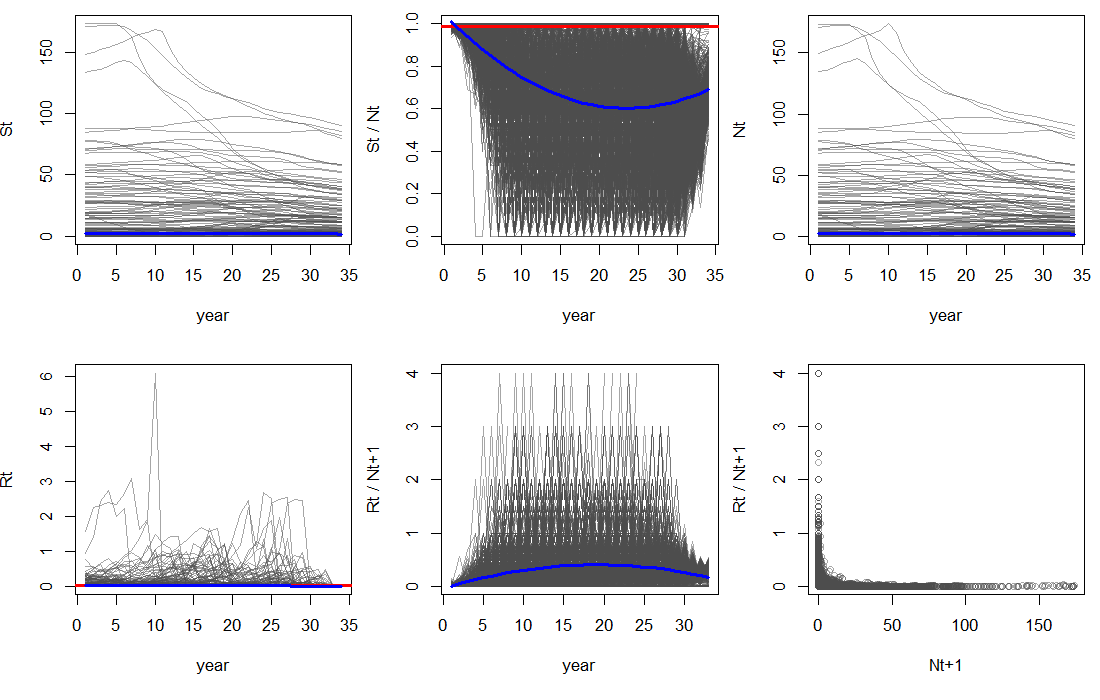 St
0 50 100 150
0 5 10 15 20 25 30 35
year
St / Nt
0.0 0.2 0.4 0.6 0.8 1.0
0 5 10 15 20 25 30 35
year
Nt
0 50 100 150
0 5 10 15 20 25 30 35
year
Rt
0 1 2 3 4 5 6
0 5 10 15 20 25 30 35
year
Rt / Nt+1
0 1 2 3 4
0 5 10 15 20 25 30
year
Rt / Nt+1
0 1 2 3 4
0 50 100 150
Nt+1